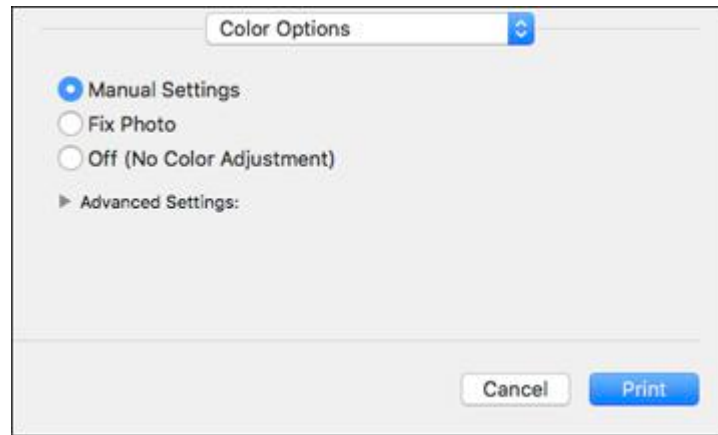 Color Options
Manual Settings
Fix Photo
Off (No Color Adjustment)
Advanced Settings:
Cancel Print